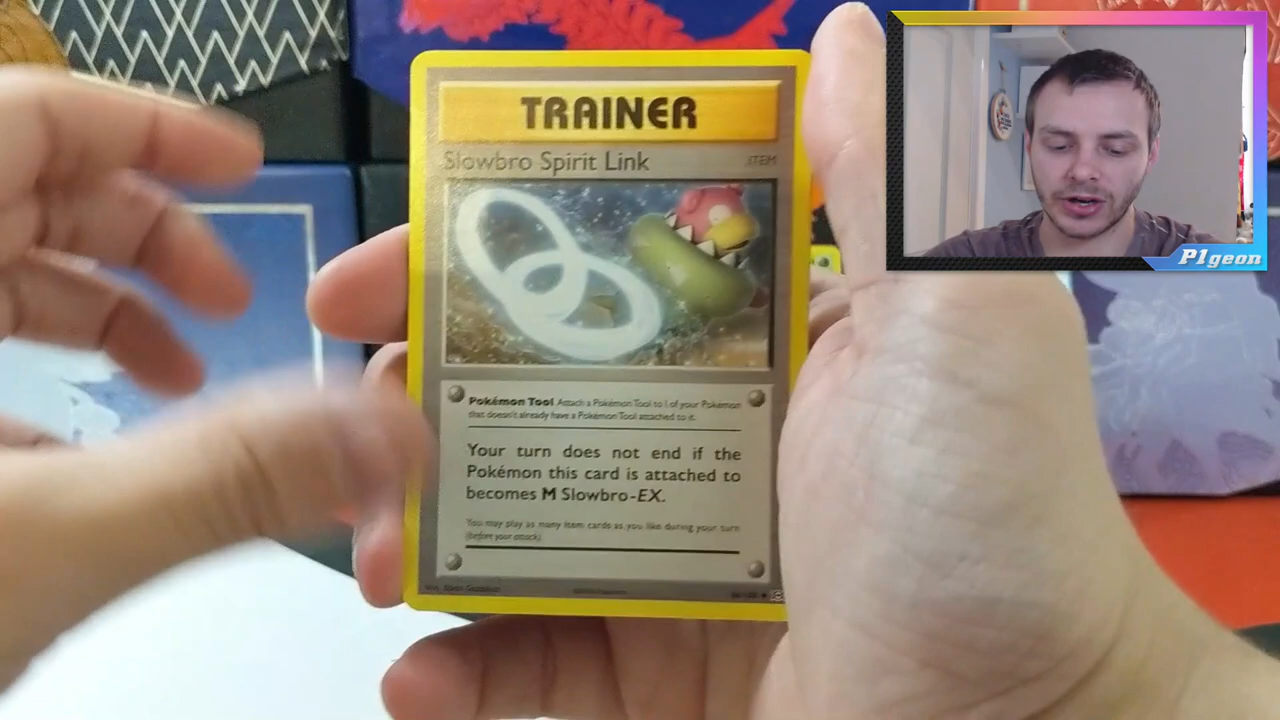 TRAINER
Slowbro Spirit Link
ITEM
Pokémon Tool Attach a Pokémon Tool to 1 of your Pokémon
that doesn't already have a Pokémon Tool attached to it.
Your turn does not end if the
Pokémon this card is attached to
becomes M Slowbro-EX.
You may play as many Item cards as you like during your turn
(before your attack).
P1geon